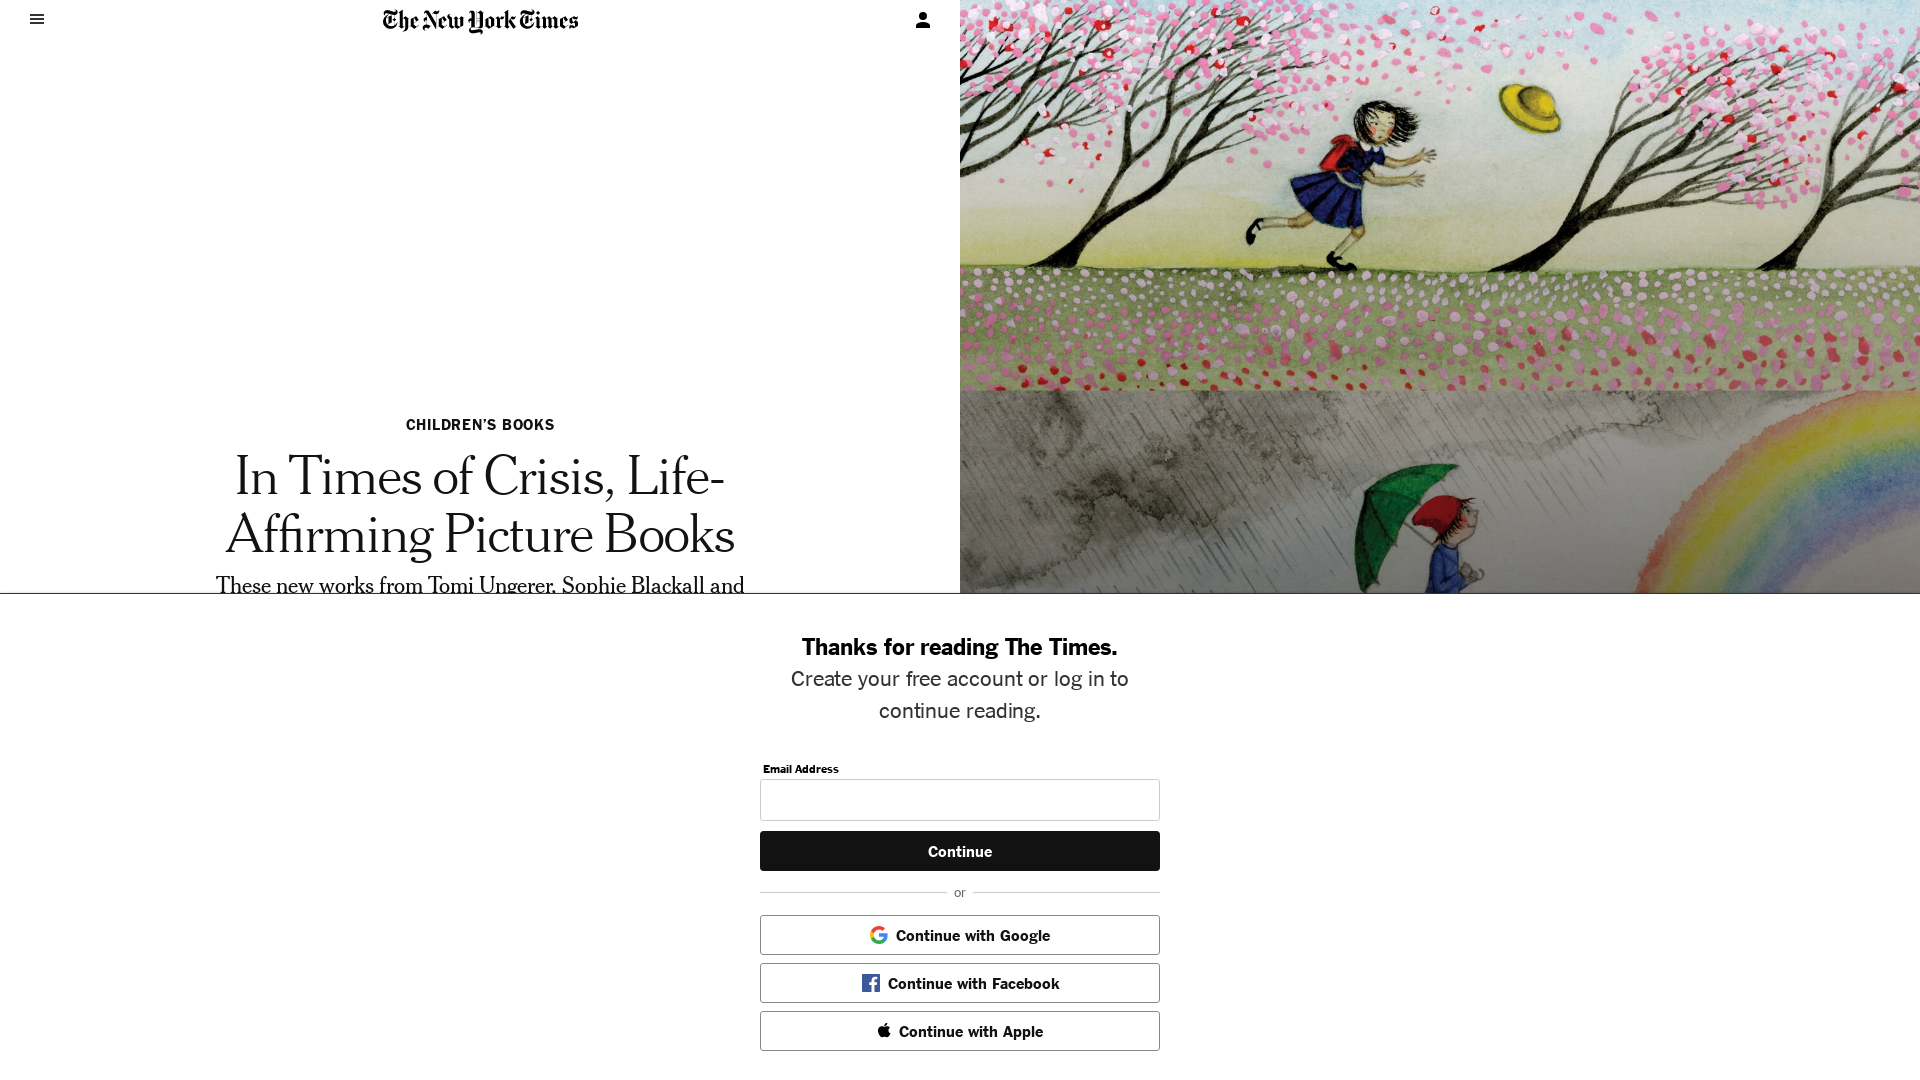 The New York Times
CHILDREN’S BOOKS
In Times of Crisis, Life-
Affirming Picture Books
These new works from Tomi Ungerer, Sophie Blackall and
Thanks for reading The Times.
Create your free account or log in to
continue reading.
Email Address
Continue
or
Continue with Google
Continue with Facebook
Continue with Apple